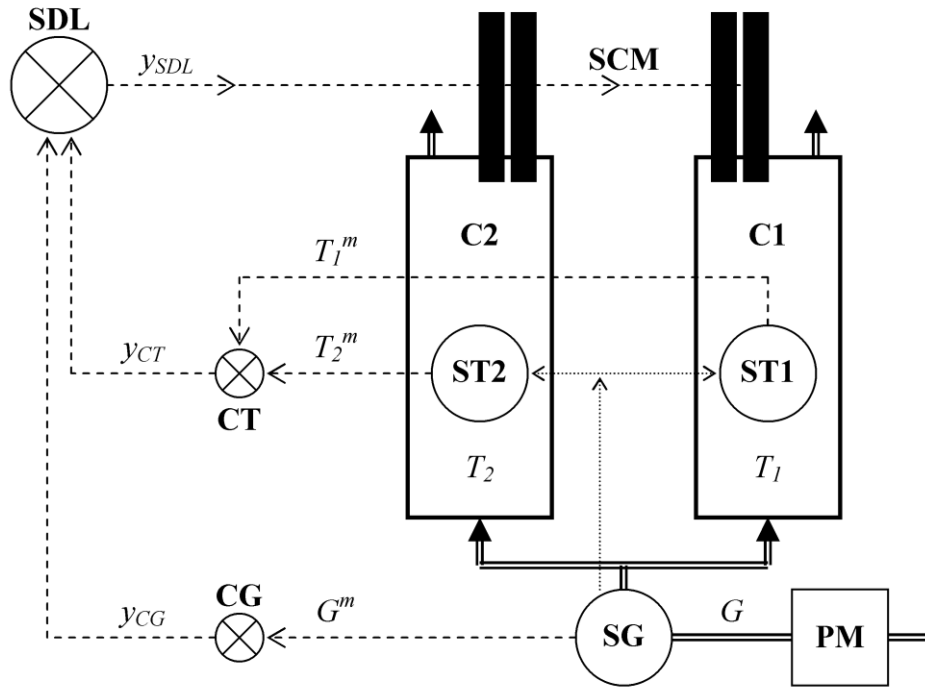 SDL
y_SDL
SCM
C2
C1
T_1^m
y_CT
T_2^m
ST2
ST1
CT
T_2
T_1
CG
y_CG
G^m
SG
G
PM